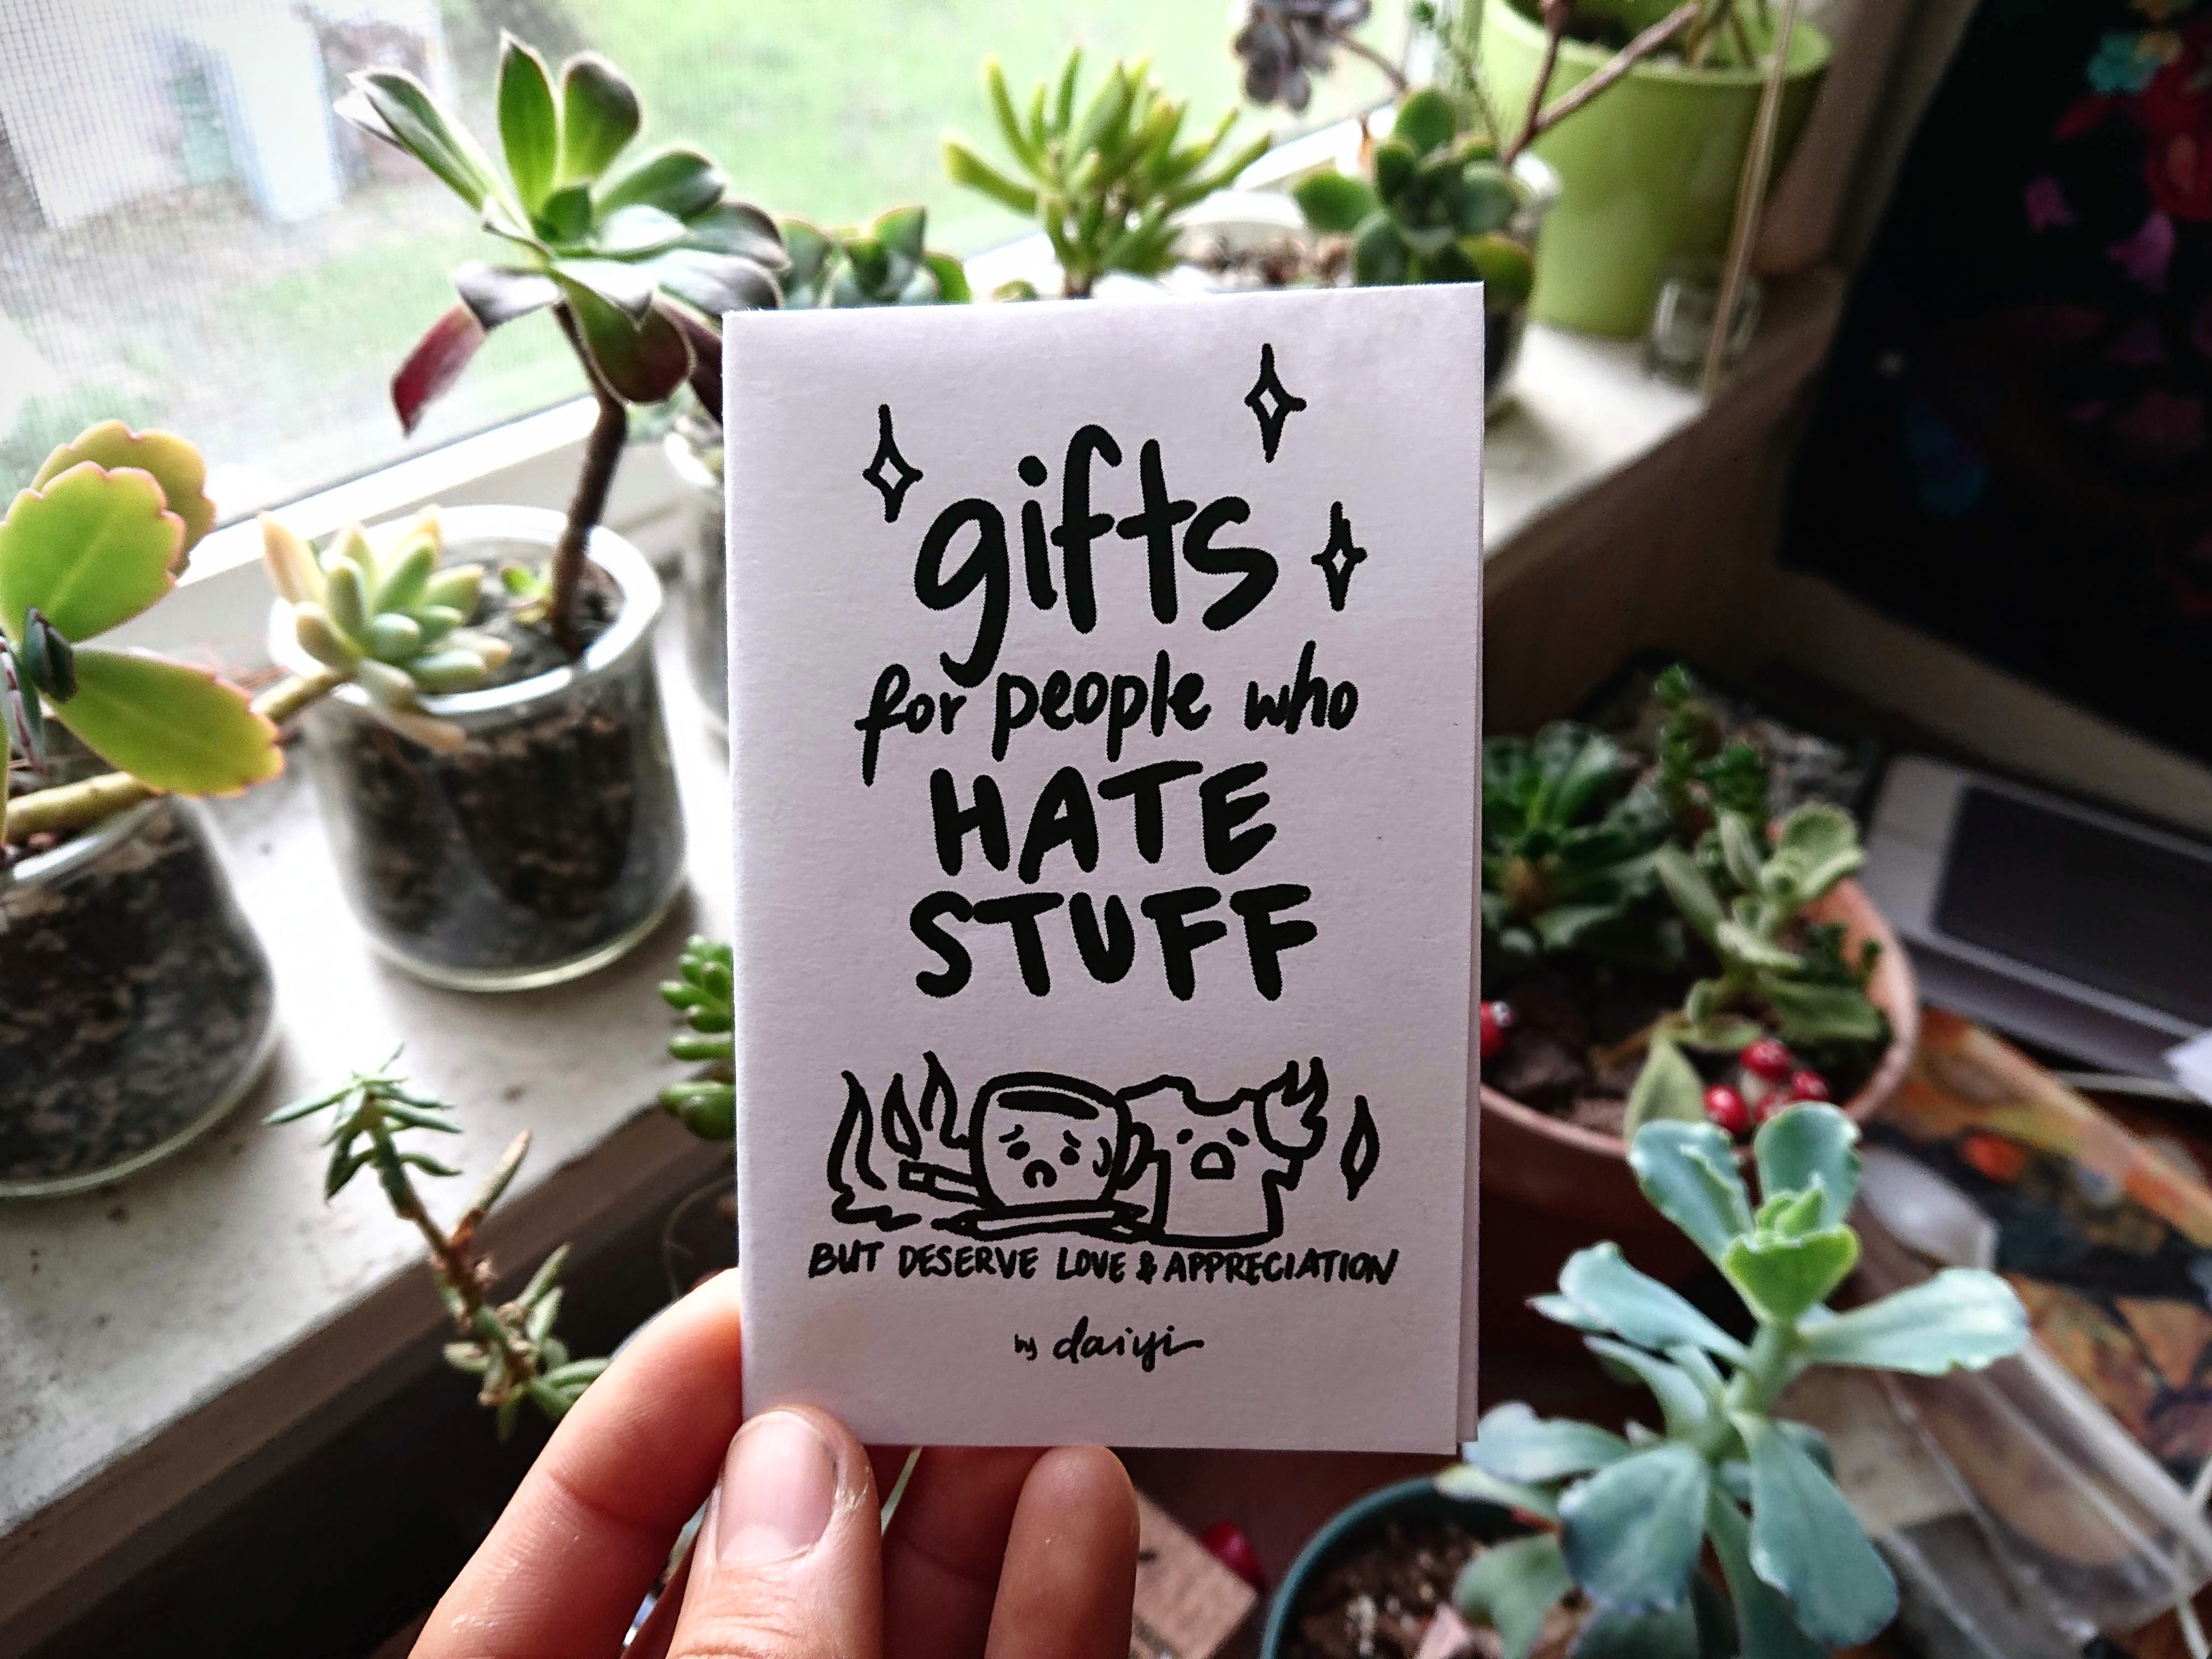 gifts
for people who
HATE
STUFF
BUT DESERVE LOVE & APPRECIATION
by daiyi